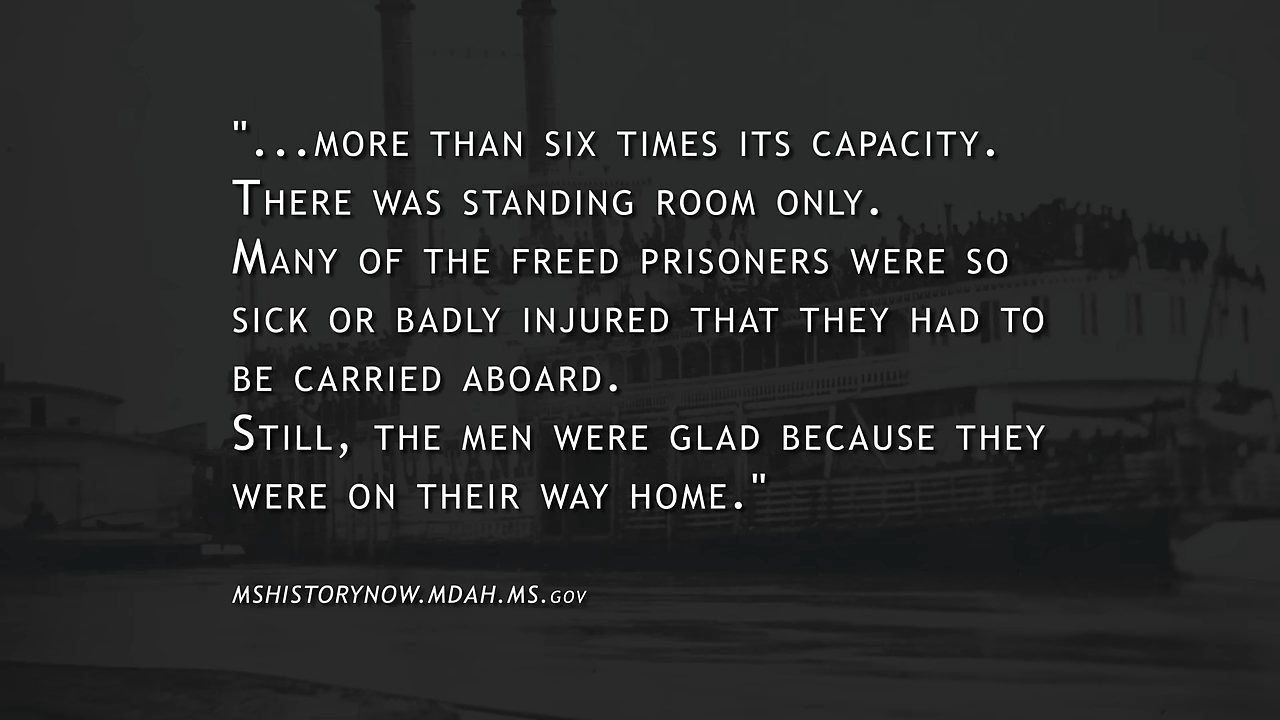 "...more than six times its capacity.
There was standing room only.
Many of the freed prisoners were so
sick or badly injured that they had to
be carried aboard.
Still, the men were glad because they
were on their way home."
MSHISTORYNOW.MDAH.MS.GOV